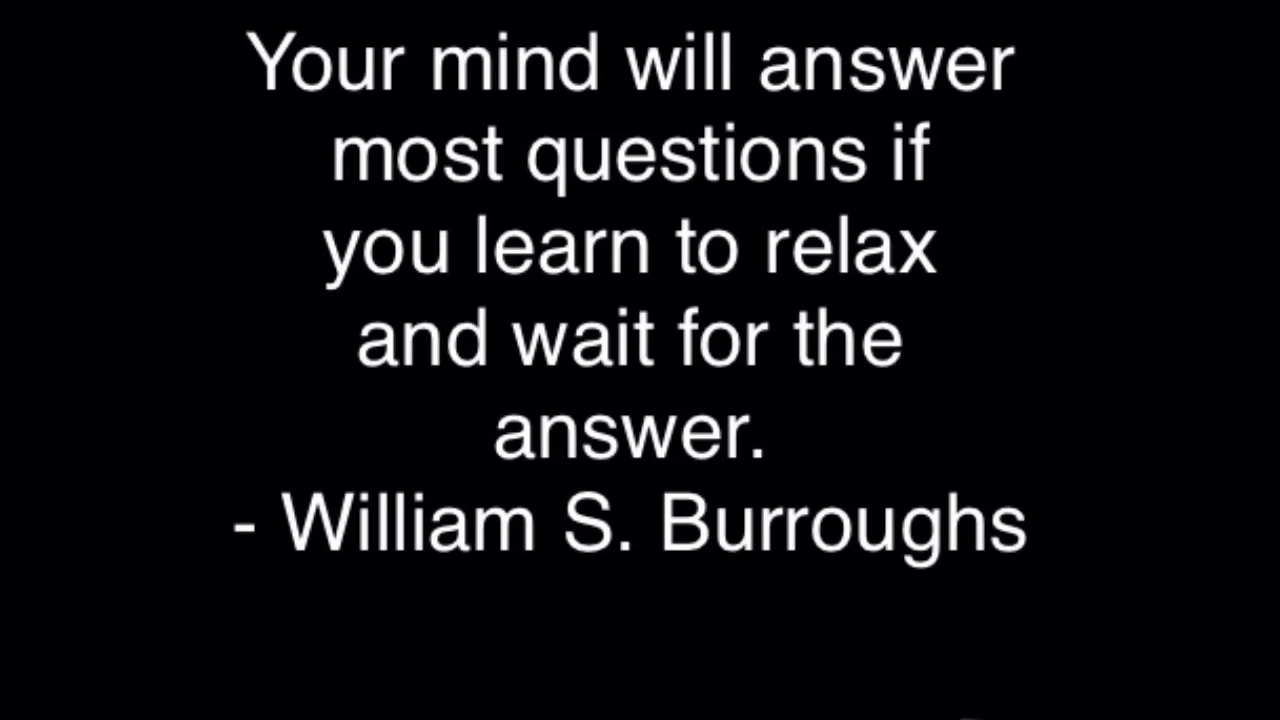 Your mind will answer
most questions if
you learn to relax
and wait for the
answer.
- William S. Burroughs